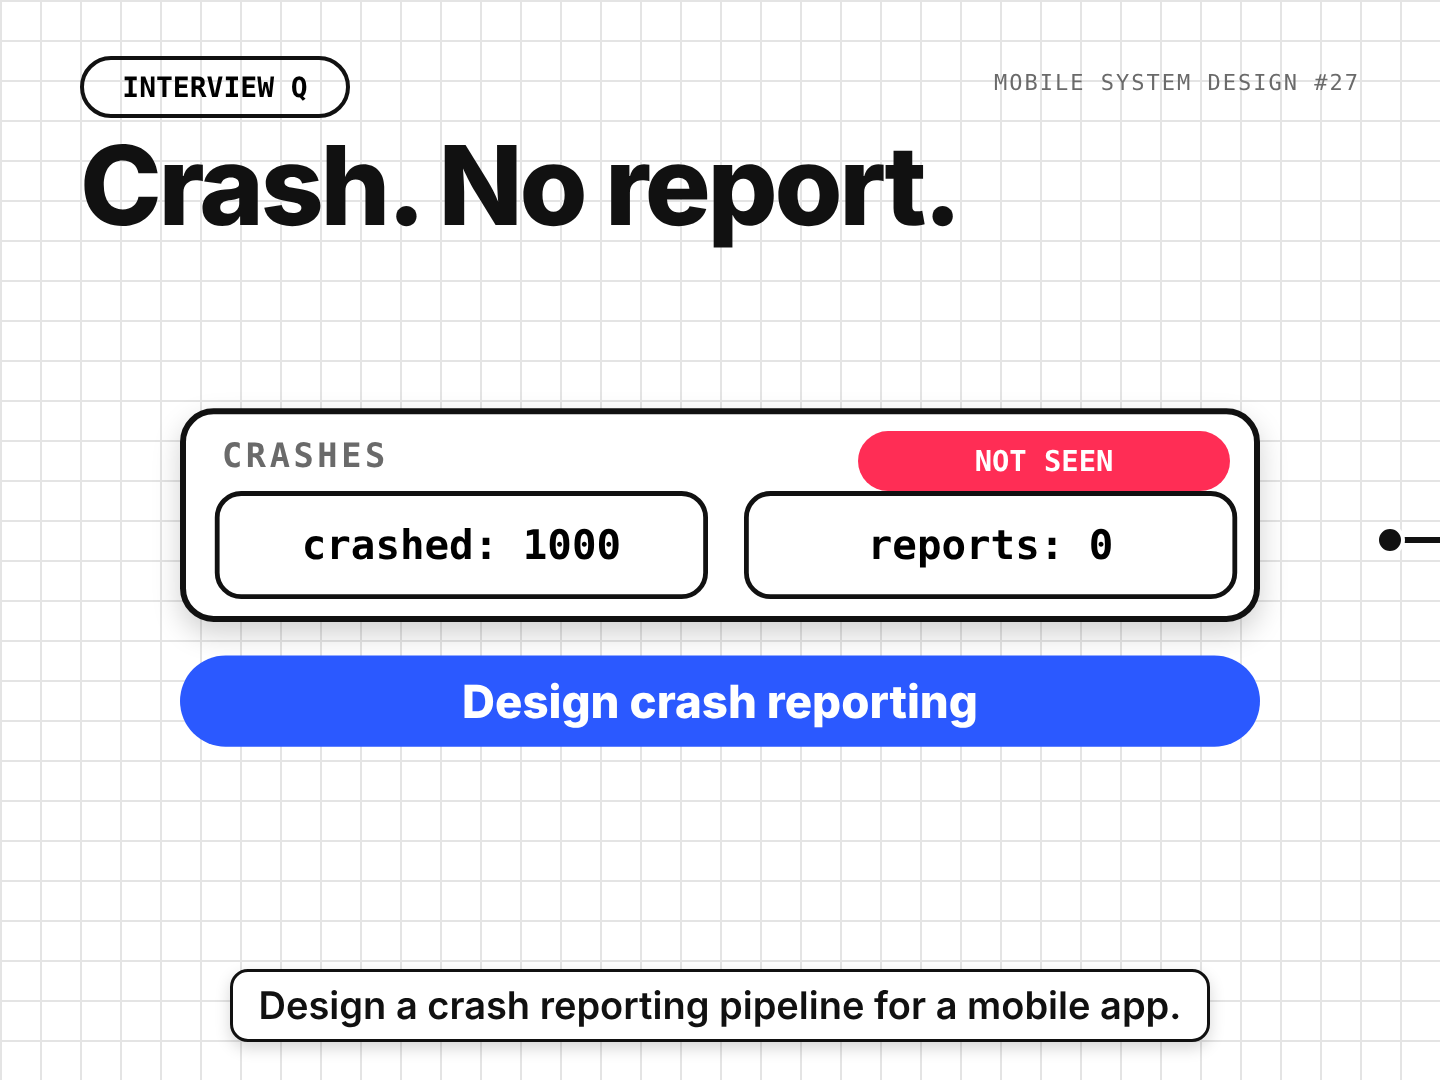 INTERVIEW Q
MOBILE SYSTEM DESIGN #27
Crash. No report.
CRASHES
NOT SEEN
crashed: 1000
reports: 0
Design crash reporting
Design a crash reporting pipeline for a mobile app.